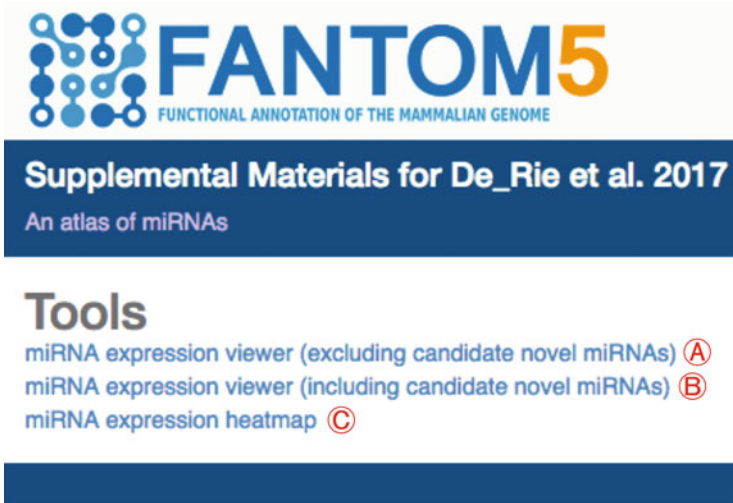 FANTOM5
FUNCTIONAL ANNOTATION OF THE MAMMALIAN GENOME
Supplemental Materials for De_Rie et al. 2017
An atlas of miRNAs
Tools
miRNA expression viewer (excluding candidate novel miRNAs) Ⓐ
miRNA expression viewer (including candidate novel miRNAs) Ⓑ
miRNA expression heatmap Ⓒ